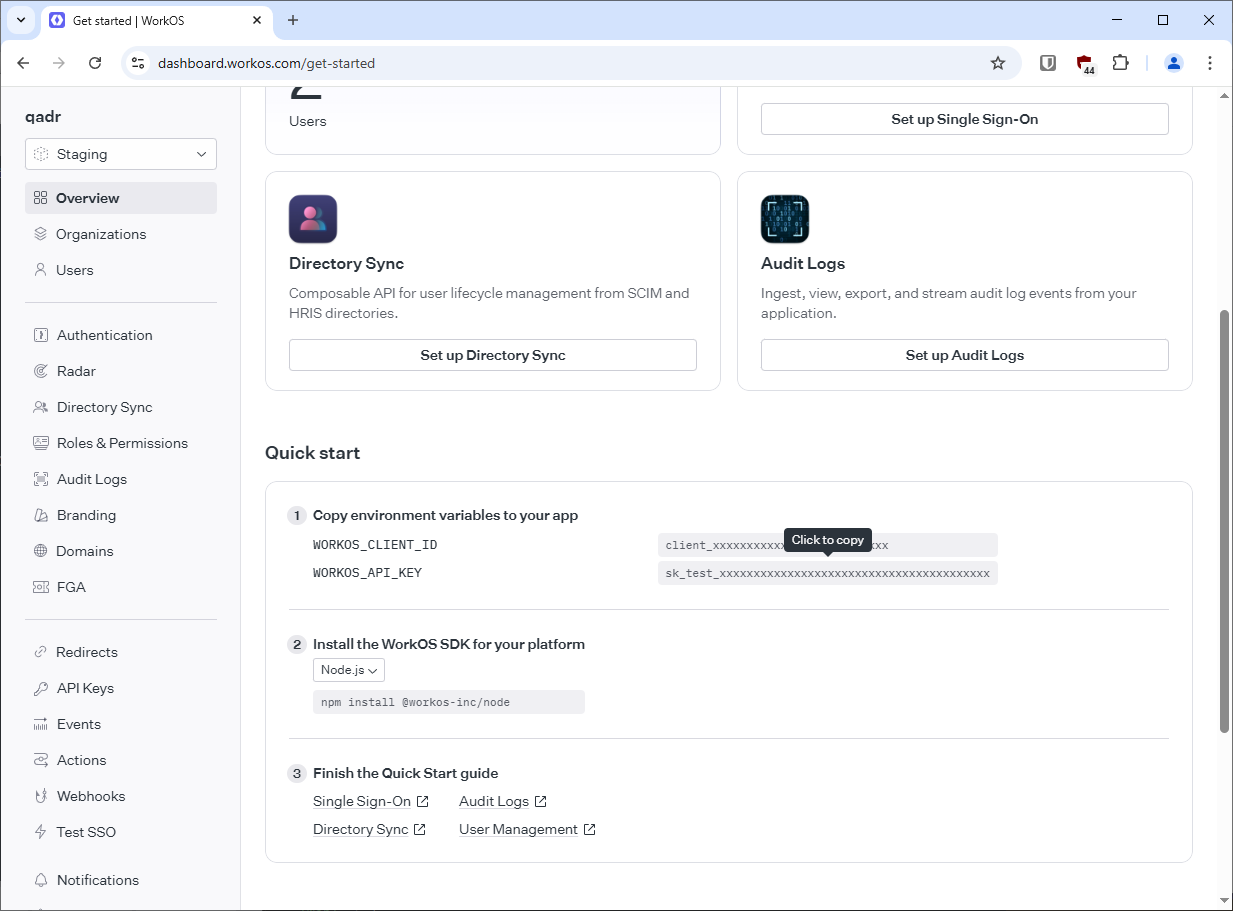 Get started | WorkOS
dashboard.workos.com/get-started
44
qadr
Staging
Overview
Organizations
Users
Authentication
Radar
Directory Sync
Roles & Permissions
Audit Logs
Branding
Domains
FGA
Redirects
API Keys
Events
Actions
Webhooks
Test SSO
Notifications
2
Users
Set up Single Sign-On
Directory Sync
Composable API for user lifecycle management from SCIM and
HRIS directories.
Set up Directory Sync
Audit Logs
Ingest, view, export, and stream audit log events from your
application.
Set up Audit Logs
Quick start
1 Copy environment variables to your app
Click to copy
WORKOS_CLIENT_ID client_xxxxxxxxxxx xxx
WORKOS_API_KEY sk_test_xxxxxxxxxxxxxxxxxxxxxxxxxxxxxxxxxxxxxxxx
2 Install the WorkOS SDK for your platform
Node.js
npm install @workos-inc/node
3 Finish the Quick Start guide
Single Sign-On Audit Logs
Directory Sync User Management